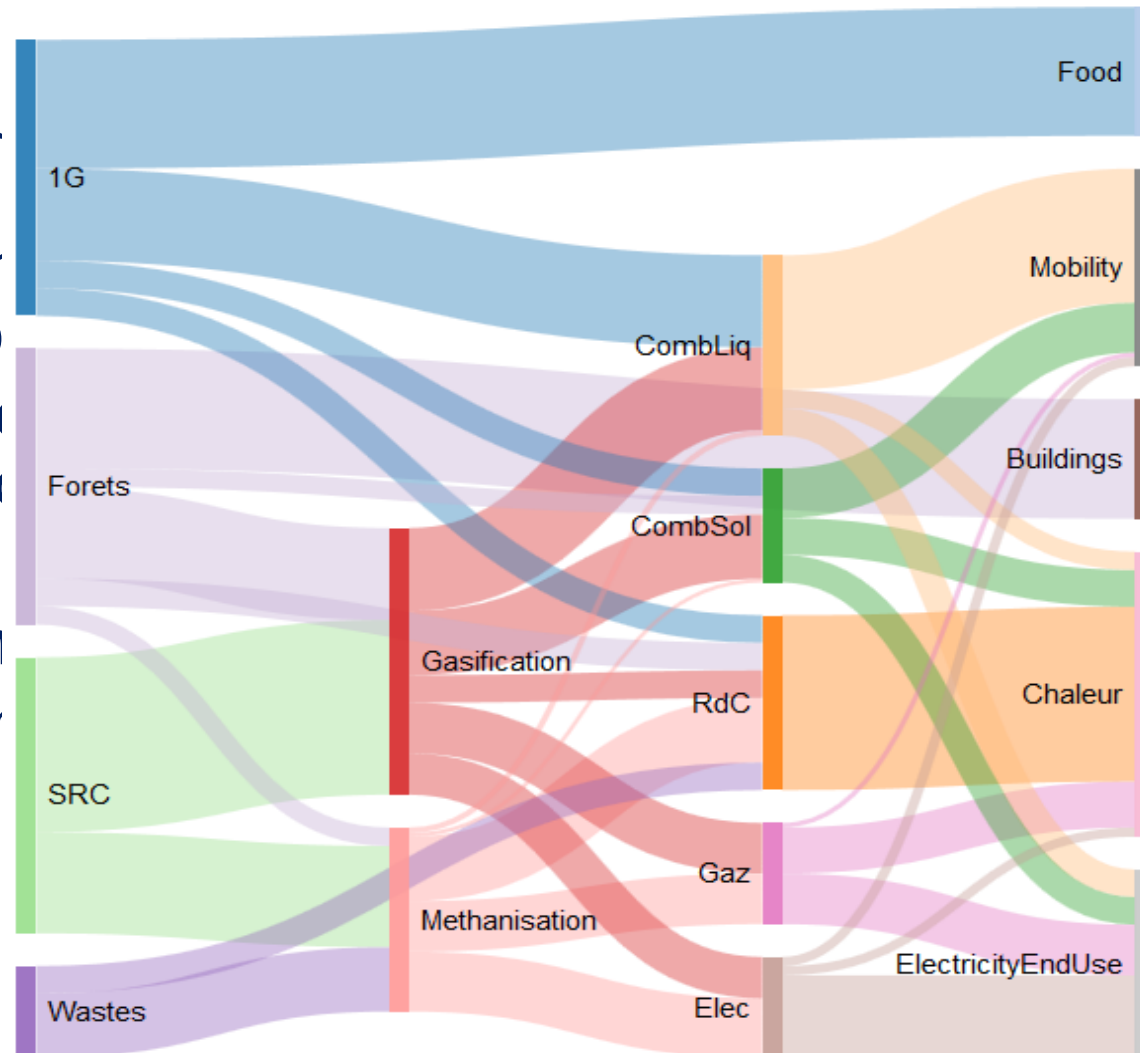 Food
1G
Mobility
CombLiq
Buildings
Forets
CombSol
Gasification
Chaleur
RdC
SRC
Gaz
Methanisation
ElectricityEndUse
Elec
Wastes